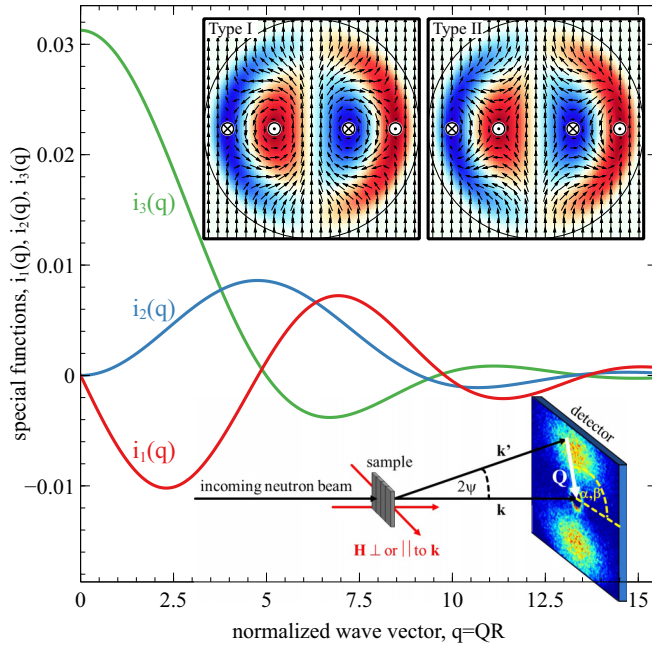 special functions, i₁(q), i₂(q), i₃(q)
0.03
0.02
0.01
0
−0.01
Type I
Type II
i₃(q)
i₂(q)
i₁(q)
detector
sample
k'
incoming neutron beam
2ψ
Q
α,β
k
H ⊥ or || to k
0
2.5
5
7.5
10
12.5
15
normalized wave vector, q=QR